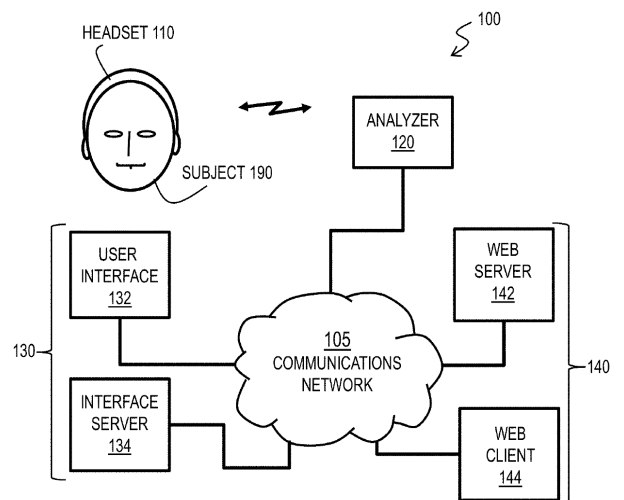 HEADSET 110
100
ANALYZER
120
SUBJECT 190
USER
INTERFACE
132
WEB
SERVER
142
130
105
COMMUNICATIONS
NETWORK
140
INTERFACE
SERVER
134
WEB
CLIENT
144